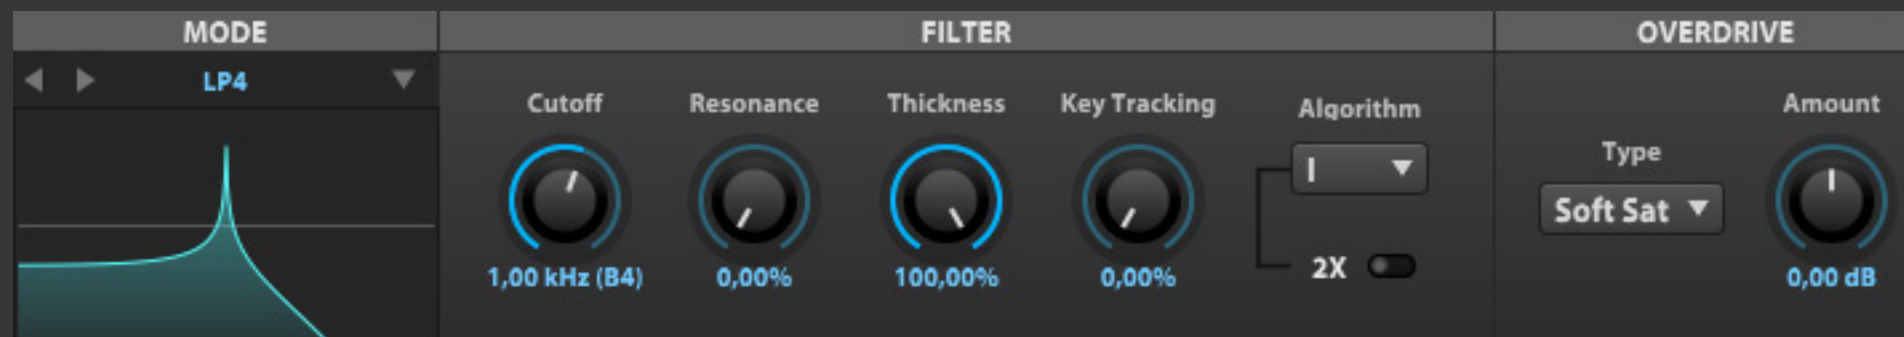 MODE
FILTER
OVERDRIVE
LP4
Cutoff
Resonance
Thickness
Key Tracking
Algorithm
Type
Amount
I
Soft Sat
2X
1,00 kHz (B4)
0,00%
100,00%
0,00%
0,00 dB